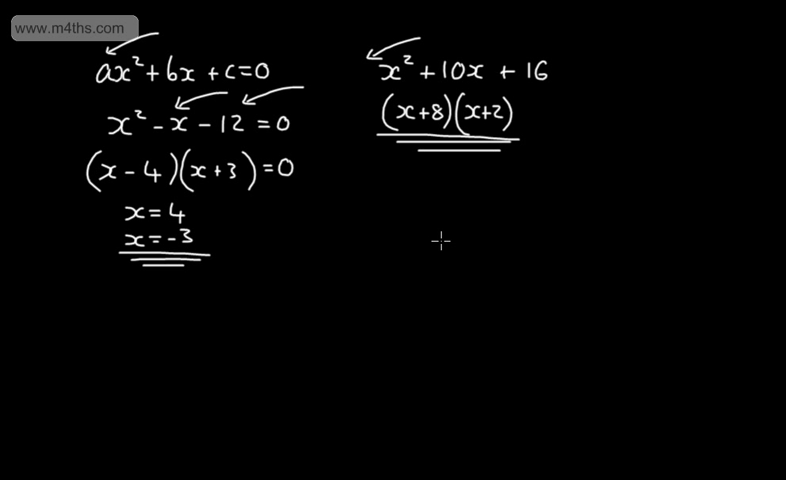 www.m4ths.com
ax² + bx + c = 0
x² - x - 12 = 0
(x - 4)(x + 3) = 0
x = 4
x = -3
x² + 10x + 16
(x + 8)(x + 2)